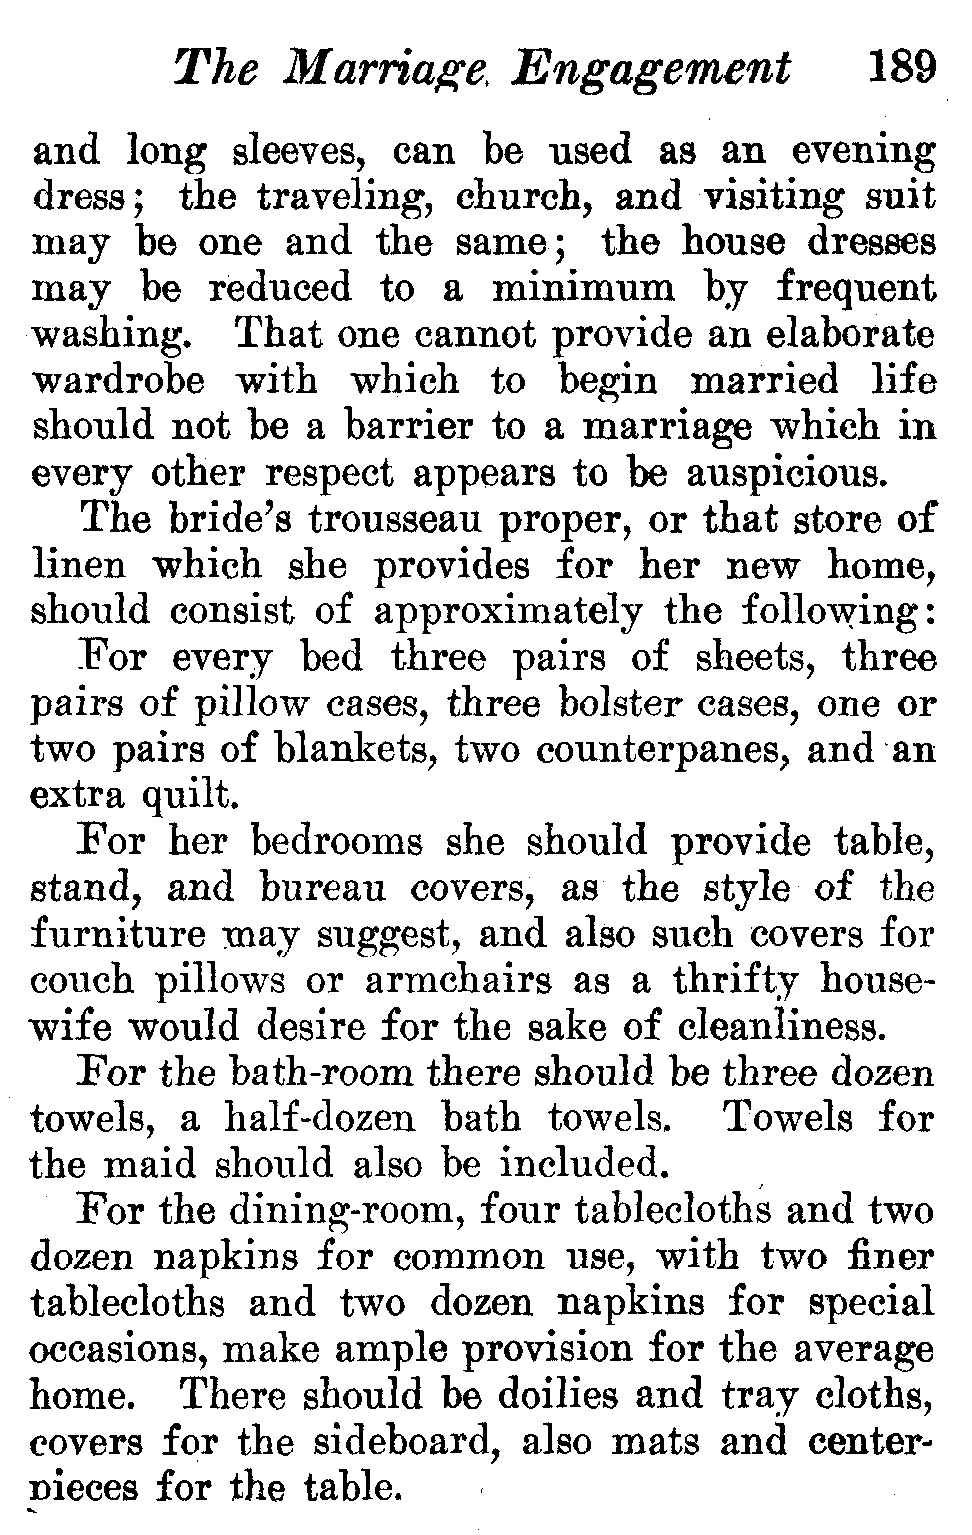 The Marriage Engagement 189
and long sleeves, can be used as an evening
dress; the traveling, church, and visiting suit
may be one and the same; the house dresses
may be reduced to a minimum by frequent
washing. That one cannot provide an elaborate
wardrobe with which to begin married life
should not be a barrier to a marriage which in
every other respect appears to be auspicious.
The bride's trousseau proper, or that store of
linen which she provides for her new home,
should consist of approximately the following:
For every bed three pairs of sheets, three
pairs of pillow cases, three bolster cases, one or
two pairs of blankets, two counterpanes, and an
extra quilt.
For her bedrooms she should provide table,
stand, and bureau covers, as the style of the
furniture may suggest, and also such covers for
couch pillows or armchairs as a thrifty house-
wife would desire for the sake of cleanliness.
For the bath-room there should be three dozen
towels, a half-dozen bath towels. Towels for
the maid should also be included.
For the dining-room, four tablecloths and two
dozen napkins for common use, with two finer
tablecloths and two dozen napkins for special
occasions, make ample provision for the average
home. There should be doilies and tray cloths,
covers for the sideboard, also mats and center-
pieces for the table.